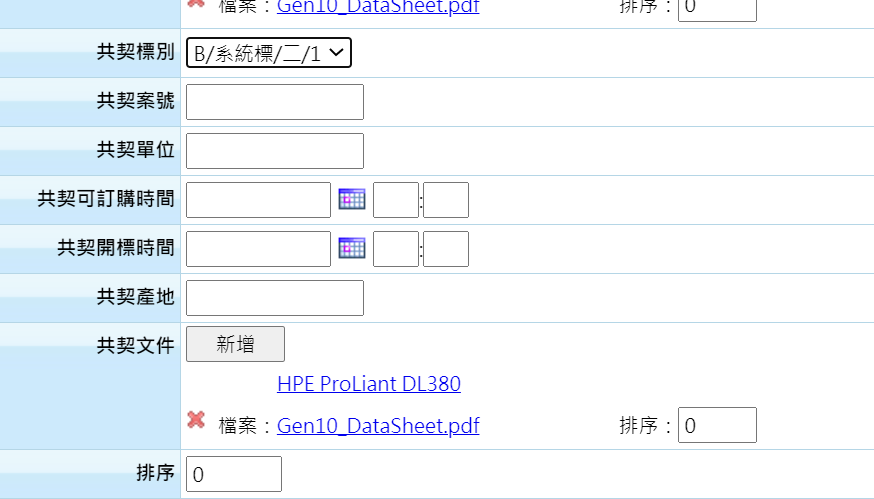 檔案：Gen10_DataSheet.pdf 排序：0
共契標別 B/系統標/二/1
共契案號
共契單位
共契可訂購時間 :
共契開標時間 :
共契產地
共契文件 新增
HPE ProLiant DL380
檔案：Gen10_DataSheet.pdf 排序：0
排序 0